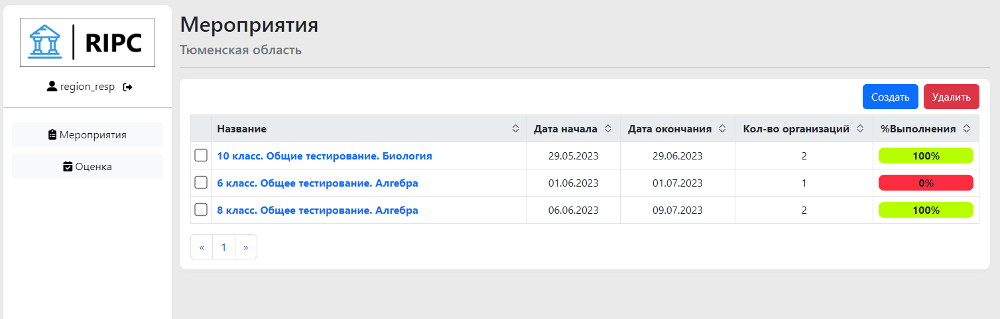 RIPC
region_resp
Мероприятия
Оценка
Мероприятия
Тюменская область
Создать Удалить
Название Дата начала Дата окончания Кол-во организаций %Выполнения
10 класс. Общие тестирование. Биология 29.05.2023 29.06.2023 2 100%
6 класс. Общее тестирование. Алгебра 01.06.2023 01.07.2023 1 0%
8 класс. Общее тестирование. Алгебра 06.06.2023 09.07.2023 2 100%
« 1 »